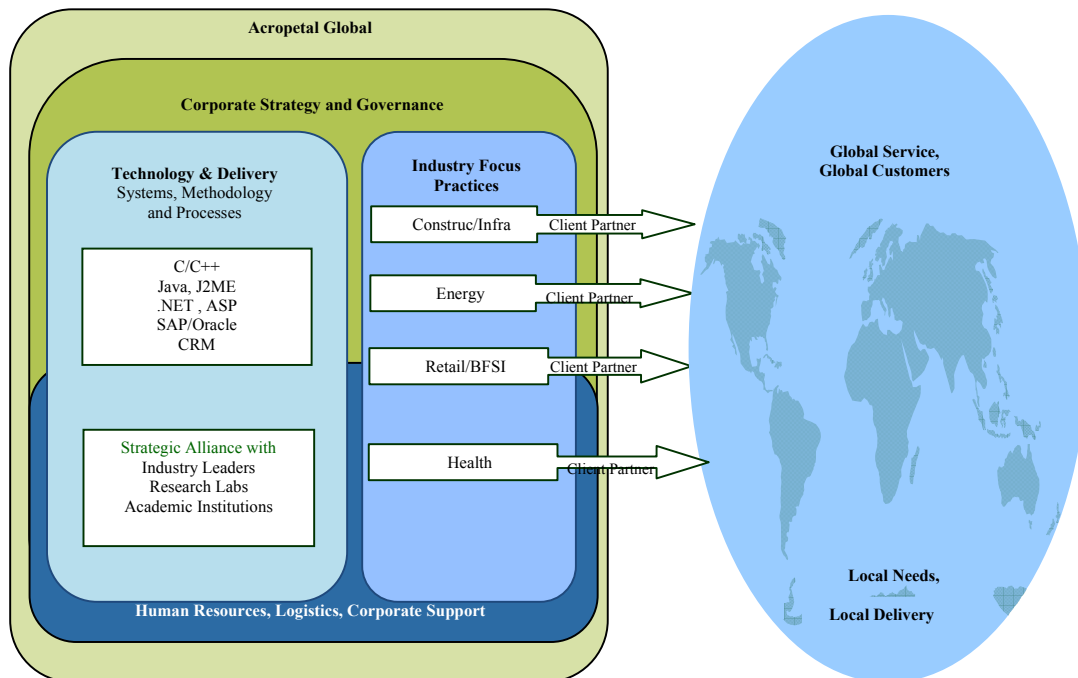 Acropetal Global
Corporate Strategy and Governance
Technology & Delivery
Systems, Methodology
and Processes
C/C++
Java, J2ME
.NET , ASP
SAP/Oracle
CRM
Strategic Alliance with
Industry Leaders
Research Labs
Academic Institutions
Industry Focus
Practices
Construc/Infra
Client Partner
Energy
Client Partner
Retail/BFSI
Client Partner
Health
Client Partner
Human Resources, Logistics, Corporate Support
Global Service,
Global Customers
Local Needs,
Local Delivery